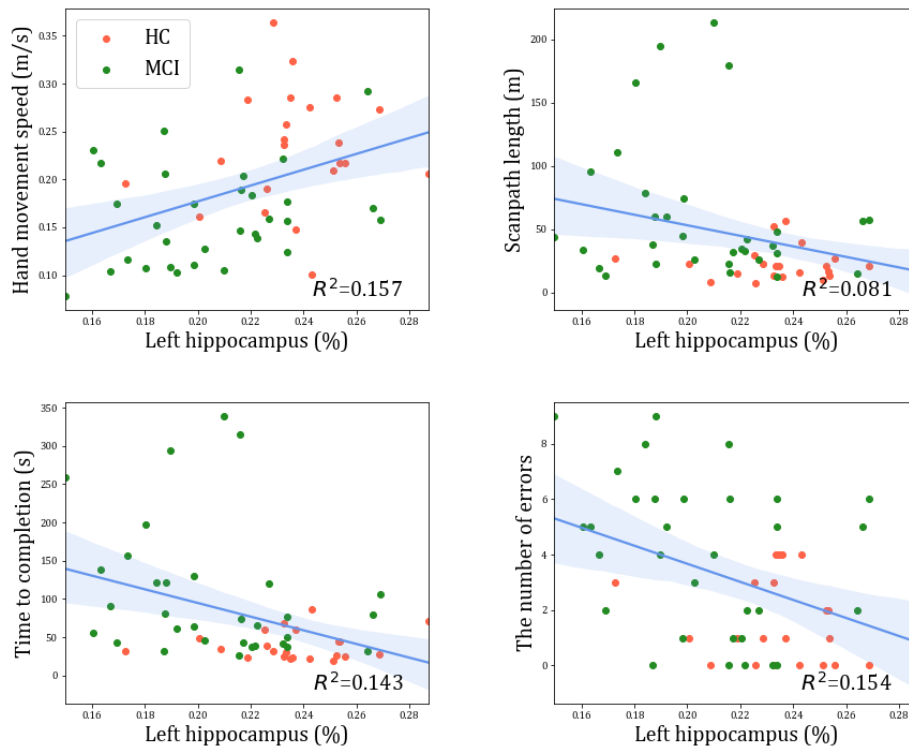 Hand movement speed (m/s)
0.35
0.30
0.25
0.20
0.15
0.10
HC
MCI
R²=0.157
0.16 0.18 0.20 0.22 0.24 0.26 0.28
Left hippocampus (%)
Scanpath length (m)
200
150
100
50
0
R²=0.081
0.16 0.18 0.20 0.22 0.24 0.26 0.28
Left hippocampus (%)
Time to completion (s)
350
300
250
200
150
100
50
0
R²=0.143
0.16 0.18 0.20 0.22 0.24 0.26 0.28
Left hippocampus (%)
The number of errors
8
6
4
2
0
R²=0.154
0.16 0.18 0.20 0.22 0.24 0.26 0.28
Left hippocampus (%)